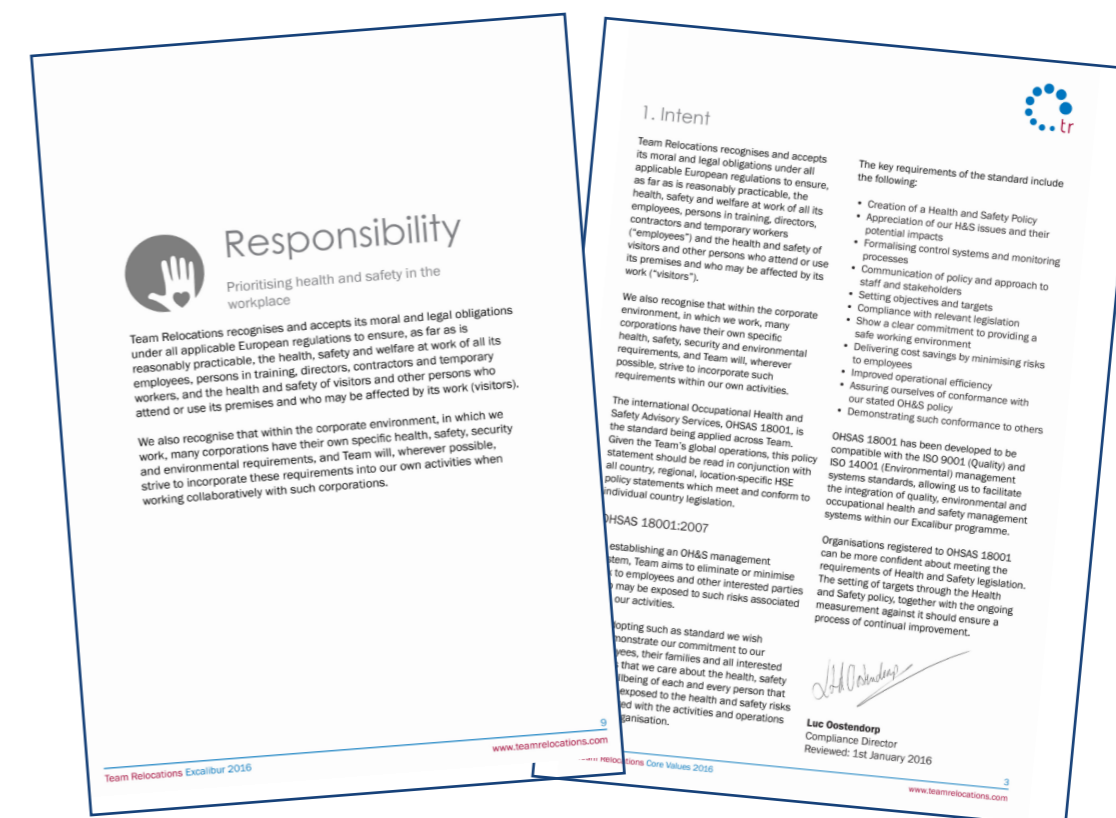 Responsibility
Prioritising health and safety in the
workplace
Team Relocations recognises and accepts its moral and legal obligations
under all applicable European regulations to ensure, as far as is
reasonably practicable, the health, safety and welfare at work of all its
employees, persons in training, directors, contractors and temporary
workers, and the health and safety of visitors and other persons who
attend or use its premises and who may be affected by its work (visitors).
We also recognise that within the corporate environment, in which we
work, many corporations have their own specific health, safety, security
and environmental requirements, and Team will, wherever possible,
strive to incorporate these requirements into our own activities when
working collaboratively with such corporations.
9
Team Relocations Excalibur 2016
www.teamrelocations.com
tr
1. Intent
Team Relocations recognises and accepts
its moral and legal obligations under all
applicable European regulations to ensure,
as far as is reasonably practicable, the
health, safety and welfare at work of all its
employees, persons in training, directors,
contractors and temporary workers
("employees") and the health and safety of
visitors and other persons who attend or use
its premises and who may be affected by its
work ("visitors").
We also recognise that within the corporate
environment, in which we work, many
corporations have their own specific
health, safety, security and environmental
requirements, and Team will, wherever
possible, strive to incorporate such
requirements within our own activities.
The international Occupational Health and
Safety Advisory Services, OHSAS 18001, is
the standard being applied across Team.
Given the Team's global operations, this policy
statement should be read in conjunction with
all country, regional, location-specific HSE
policy statements which meet and conform to
individual country legislation.
OHSAS 18001:2007
establishing an OH&S management
stem, Team aims to eliminate or minimise
to employees and other interested parties
may be exposed to such risks associated
our activities.
opting such as standard we wish
monstrate our commitment to our
yees, their families and all interested
that we care about the health, safety
llbeing of each and every person that
exposed to the health and safety risks
ed with the activities and operations
ganisation.
The key requirements of the standard include
the following:
• Creation of a Health and Safety Policy
• Appreciation of our H&S issues and their
potential impacts
• Formalising control systems and monitoring
processes
• Communication of policy and approach to
staff and stakeholders
• Setting objectives and targets
• Compliance with relevant legislation
• Show a clear commitment to providing a
safe working environment
• Delivering cost savings by minimising risks
to employees
• Improved operational efficiency
• Assuring ourselves of conformance with
our stated OH&S policy
• Demonstrating such conformance to others
OHSAS 18001 has been developed to be
compatible with the ISO 9001 (Quality) and
ISO 14001 (Environmental) management
systems standards, allowing us to facilitate
the integration of quality, environmental and
occupational health and safety management
systems within our Excalibur programme.
Organisations registered to OHSAS 18001
can be more confident about meeting the
requirements of Health and Safety legislation.
The setting of targets through the Health
and Safety policy, together with the ongoing
measurement against it should ensure a
process of continual improvement.
Luc Oostendorp
Compliance Director
Reviewed: 1st January 2016
3
Relocations Core Values 2016
www.teamrelocations.com